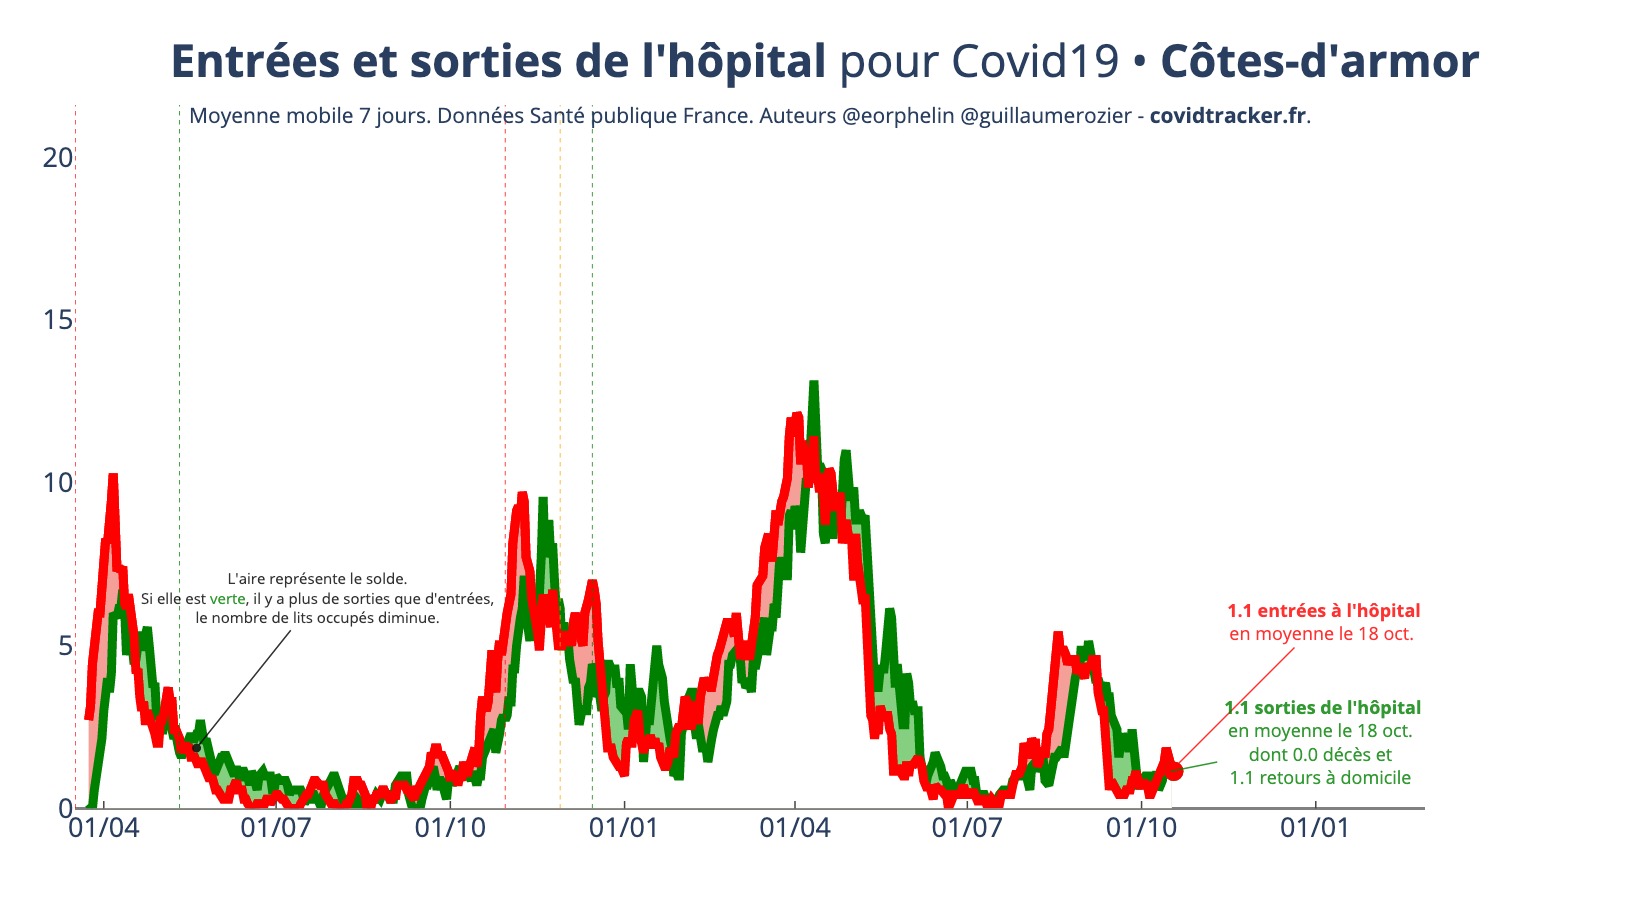 Entrées et sorties de l'hôpital pour Covid19 • Côtes-d'armor
Moyenne mobile 7 jours. Données Santé publique France. Auteurs @eorphelin @guillaumerozier - covidtracker.fr.
20
15
10
5
0
L'aire représente le solde.
Si elle est verte, il y a plus de sorties que d'entrées,
le nombre de lits occupés diminue.
1.1 entrées à l'hôpital
en moyenne le 18 oct.
1.1 sorties de l'hôpital
en moyenne le 18 oct.
dont 0.0 décès et
1.1 retours à domicile
01/04
01/07
01/10
01/01
01/04
01/07
01/10
01/01